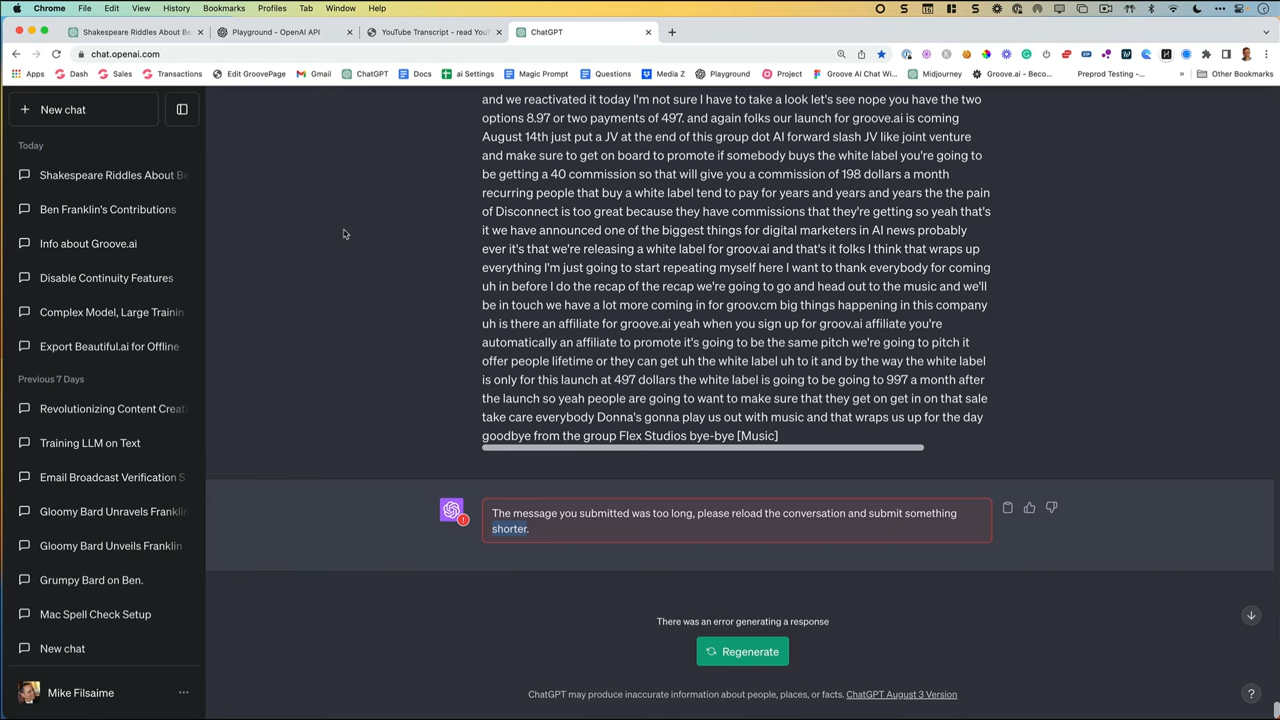 Chrome File Edit View History Bookmarks Profiles Tab Window Help
Shakespeare Riddles About Be
Playground - OpenAI API
YouTube Transcript - read You
ChatGPT
chat.openai.com
Apps Dash Sales Transactions Edit GroovePage Gmail ChatGPT Docs ai Settings Magic Prompt Questions Media Z Playground Project Groove AI Chat Wi... Midjourney Groove.ai - Beco... Preprod Testing -... » Other Bookmarks
New chat
Today
Shakespeare Riddles About Be
Ben Franklin's Contributions
Info about Groove.ai
Disable Continuity Features
Complex Model, Large Trainin
Export Beautiful.ai for Offline
Previous 7 Days
Revolutionizing Content Creati
Training LLM on Text
Email Broadcast Verification S
Gloomy Bard Unravels Franklin
Gloomy Bard Unveils Franklin
Grumpy Bard on Ben.
Mac Spell Check Setup
New chat
Mike Filsaime
and we reactivated it today I'm not sure I have to take a look let's see nope you have the two
options 8.97 or two payments of 497. and again folks our launch for groove.ai is coming
August 14th just put a JV at the end of this group dot AI forward slash JV like joint venture
and make sure to get on board to promote if somebody buys the white label you're going to
be getting a 40 commission so that will give you a commission of 198 dollars a month
recurring people that buy a white label tend to pay for years and years and years the the pain
of Disconnect is too great because they have commissions that they're getting so yeah that's
it we have announced one of the biggest things for digital marketers in AI news probably
ever it's that we're releasing a white label for groov.ai and that's it folks I think that wraps up
everything I'm just going to start repeating myself here I want to thank everybody for coming
uh in before I do the recap of the recap we're going to go and head out to the music and we'll
be in touch we have a lot more coming in for groov.cm big things happening in this company
uh is there an affiliate for groove.ai yeah when you sign up for groov.ai affiliate you're
automatically an affiliate to promote it's going to be the same pitch we're going to pitch it
offer people lifetime or they can get uh the white label uh to it and by the way the white label
is only for this launch at 497 dollars the white label is going to be going to 997 a month after
the launch so yeah people are going to want to make sure that they get on get in on that sale
take care everybody Donna's gonna play us out with music and that wraps us up for the day
goodbye from the group Flex Studios bye-bye [Music]
The message you submitted was too long, please reload the conversation and submit something
shorter.
There was an error generating a response
Regenerate
ChatGPT may produce inaccurate information about people, places, or facts. ChatGPT August 3 Version
?